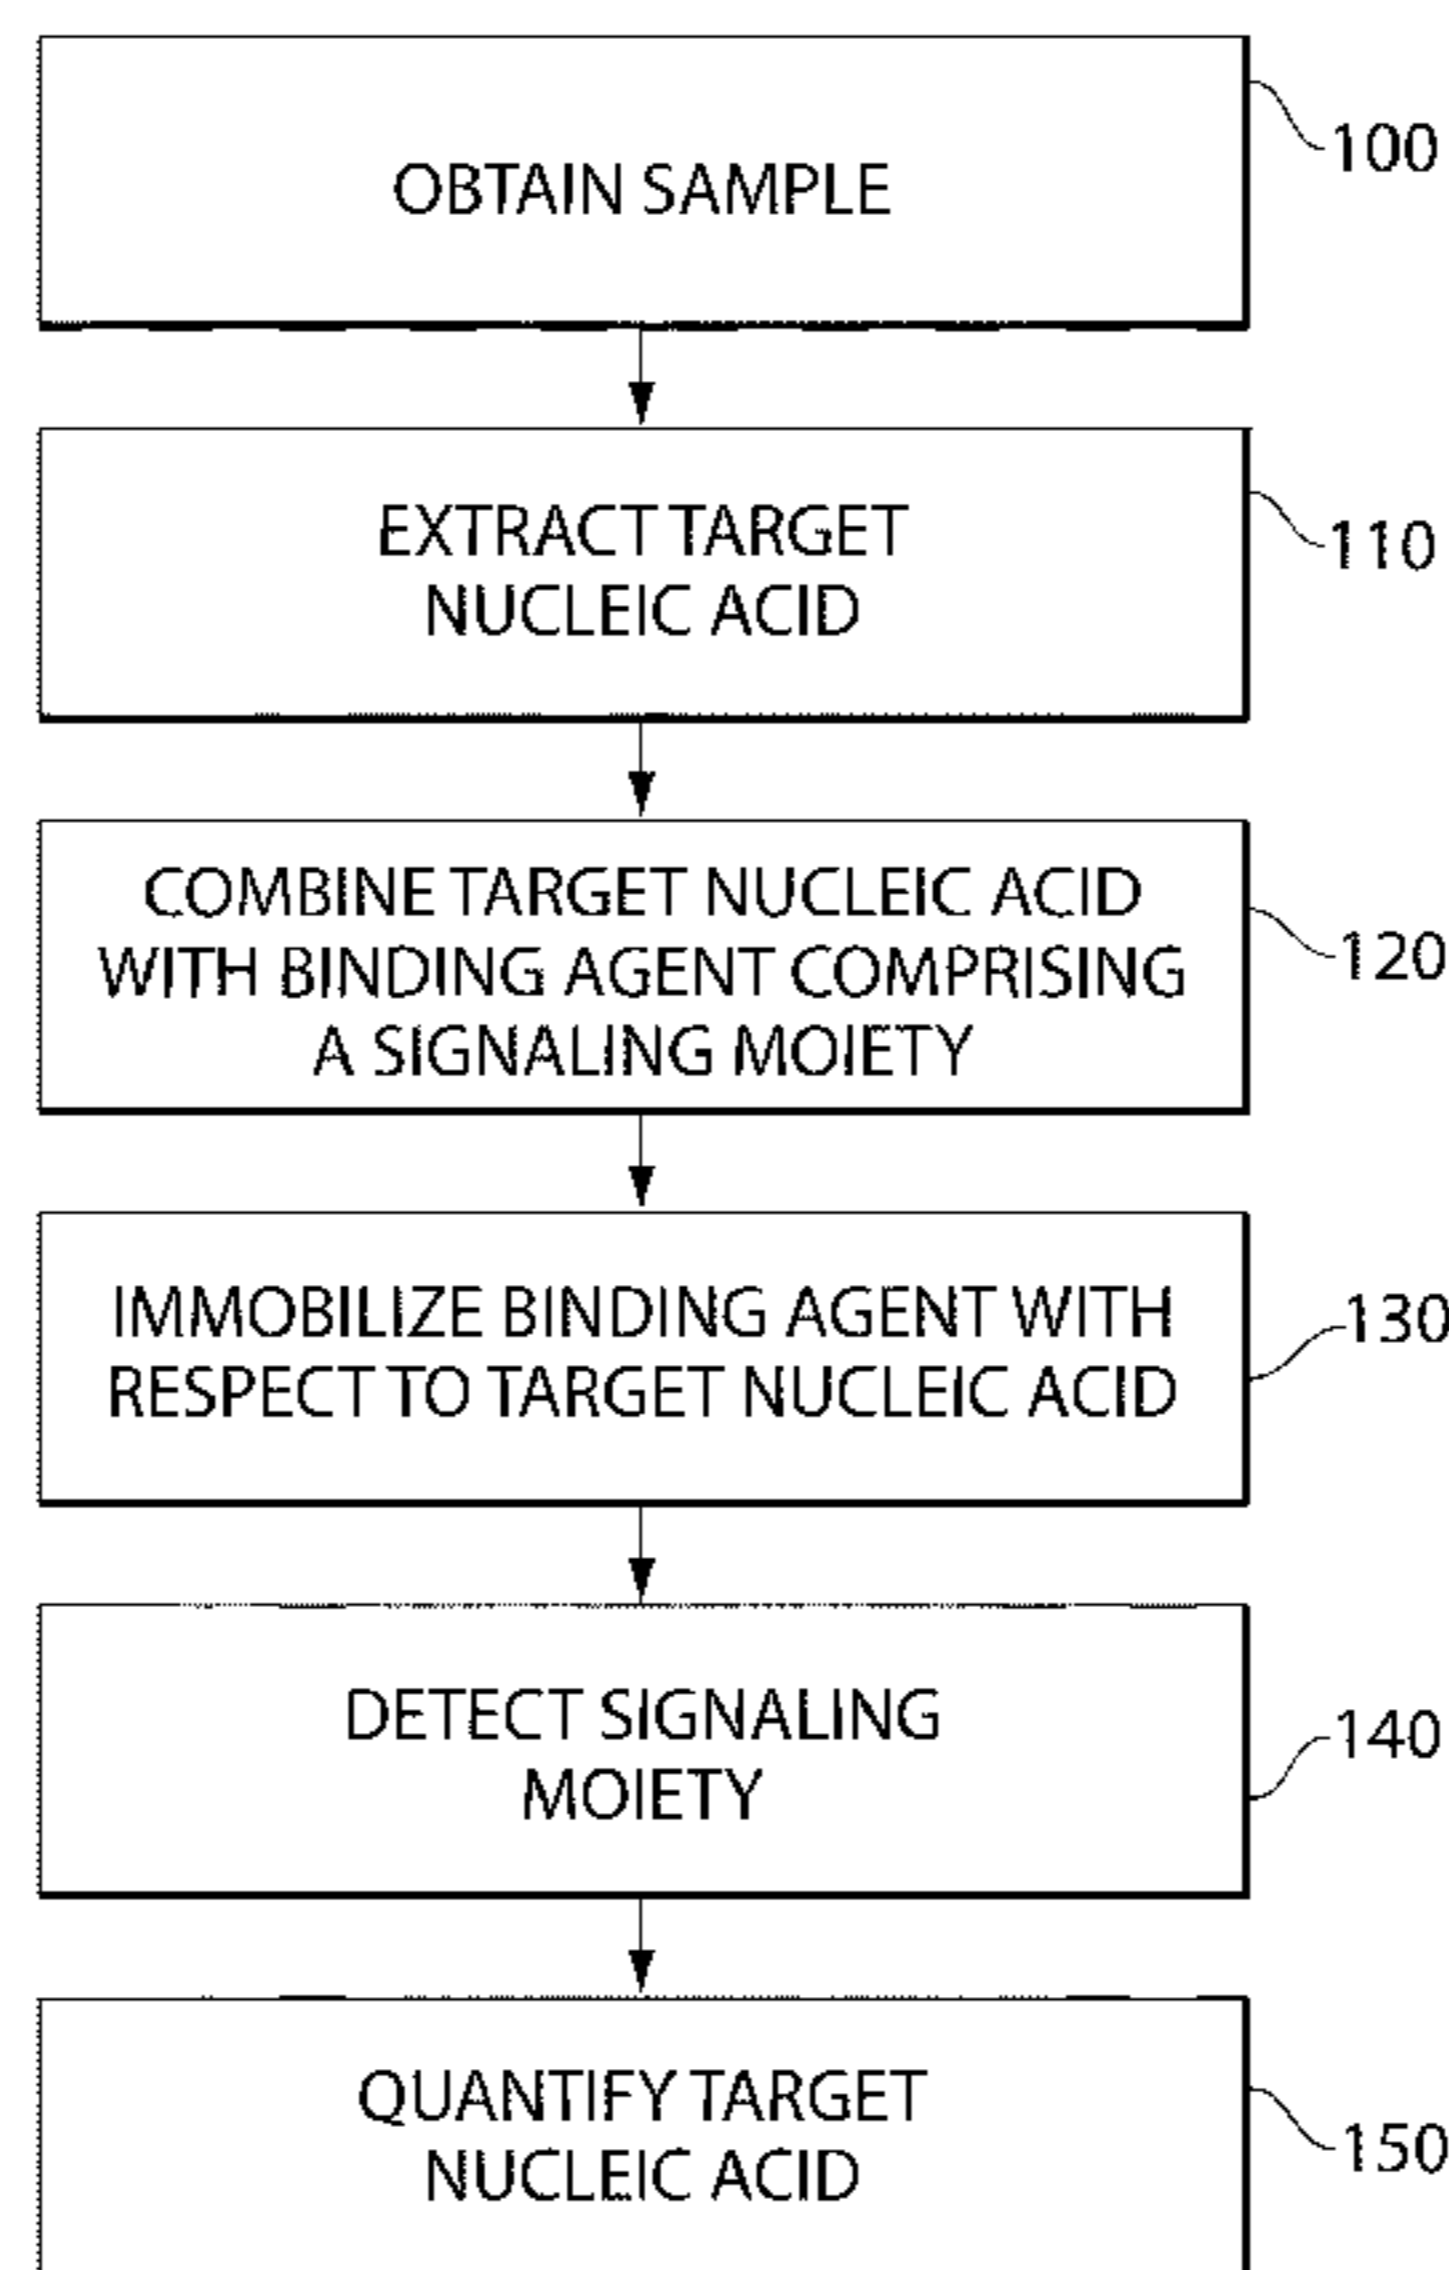 OBTAIN SAMPLE
100
EXTRACT TARGET
NUCLEIC ACID
110
COMBINE TARGET NUCLEIC ACID
WITH BINDING AGENT COMPRISING
A SIGNALING MOIETY
120
IMMOBILIZE BINDING AGENT WITH
RESPECT TO TARGET NUCLEIC ACID
130
DETECT SIGNALING
MOIETY
140
QUANTIFY TARGET
NUCLEIC ACID
150